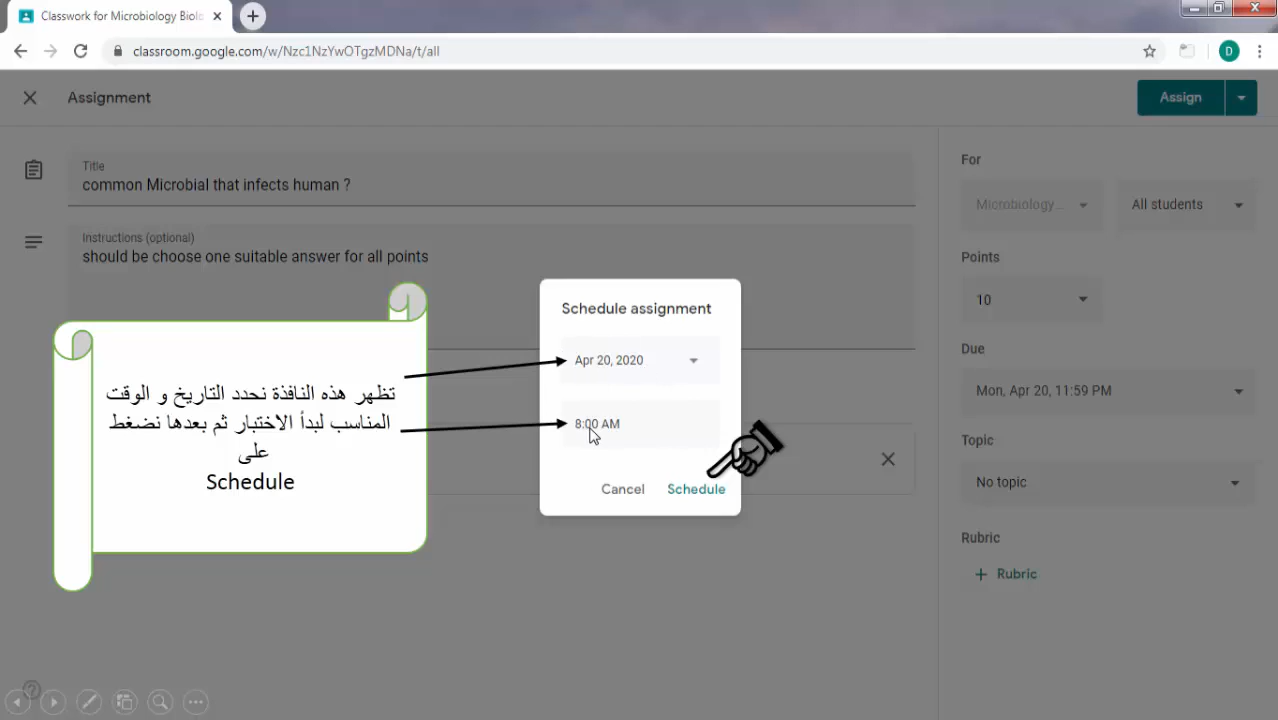 Classwork for Microbiology Biolo
classroom.google.com/w/Nzc1NzYwOTgzMDNa/t/all
D
Assignment
Assign
Title
common Microbial that infects human ?
Instructions (optional)
should be choose one suitable answer for all points
For
Microbiology...
All students
Points
10
Due
Mon, Apr 20, 11:59 PM
Topic
No topic
Rubric
+ Rubric
Schedule assignment
Apr 20, 2020
8:00 AM
Cancel
Schedule
تظهر هذه النافذة نحدد التاريخ و الوقت
المناسب لبدأ الاختبار ثم بعدها نضغط
على
Schedule